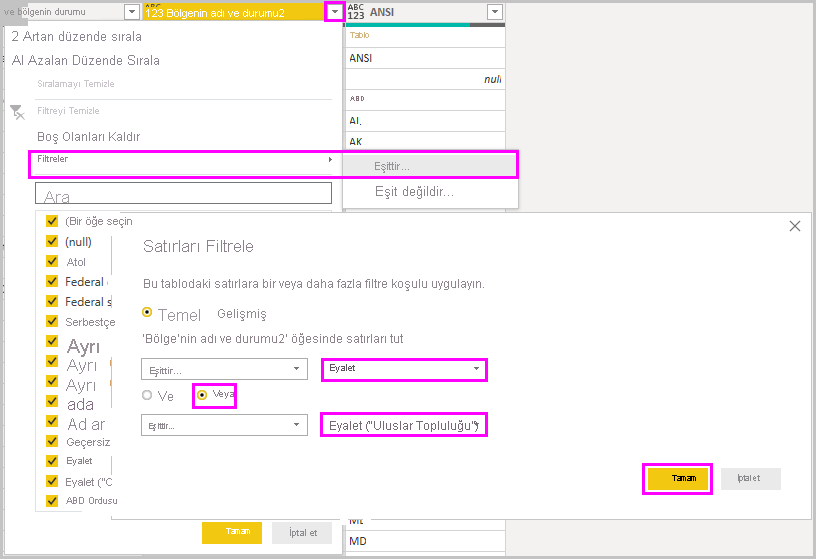 ve bölgenin durumu
ABC
123 Bölgenin adı ve durumu2
ABC
123 ANSI
2 Artan düzende sırala
Al Azalan Düzende Sırala
Sıralamayı Temizle
Filtreyi Temizle
Boş Olanları Kaldır
Filtreler
Eşittir...
Eşit değildir...
Ara
Tablo
ANSI
null
ABD
AL
AK
(Bir öğe seçin
(null)
Atol
Federal
Federal s
Serbestçe
Ayrı
Ayrı
Ayrı
ada
Ad ar
Geçersiz
Eyalet
Eyalet ("C
ABD Ordusu
Tamam
İptal et
Satırları Filtrele
Bu tablodaki satırlara bir veya daha fazla filtre koşulu uygulayın.
Temel Gelişmiş
'Bölge'nin adı ve durumu2' öğesinde satırları tut
Eşittir... Eyalet
Ve Veya
Eşittir... Eyalet ("Uluslar Topluluğu")
Tamam İptal et
ME
MD